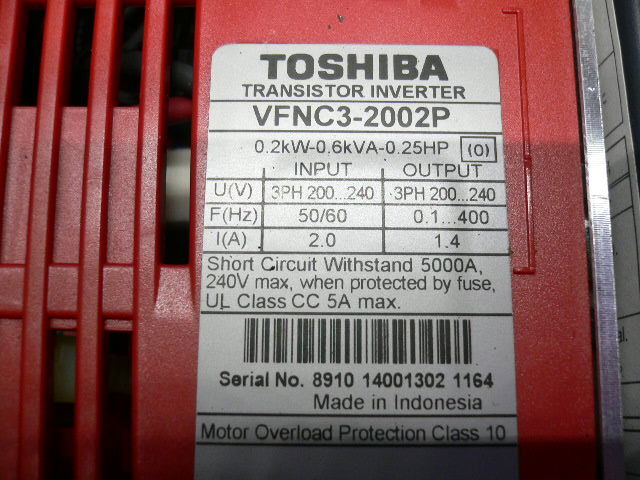 TOSHIBA
TRANSISTOR INVERTER
VFNC3-2002P
0.2kW-0.6kVA-0.25HP (0)
INPUT OUTPUT
U(V) 3PH 200...240 3PH 200...240
F(Hz) 50/60 0.1...400
I(A) 2.0 1.4
Short Circuit Withstand 5000A,
240V max, when protected by fuse,
UL Class CC 5A max.
Serial No. 8910 14001302 1164
Made in Indonesia
Motor Overload Protection Class 10